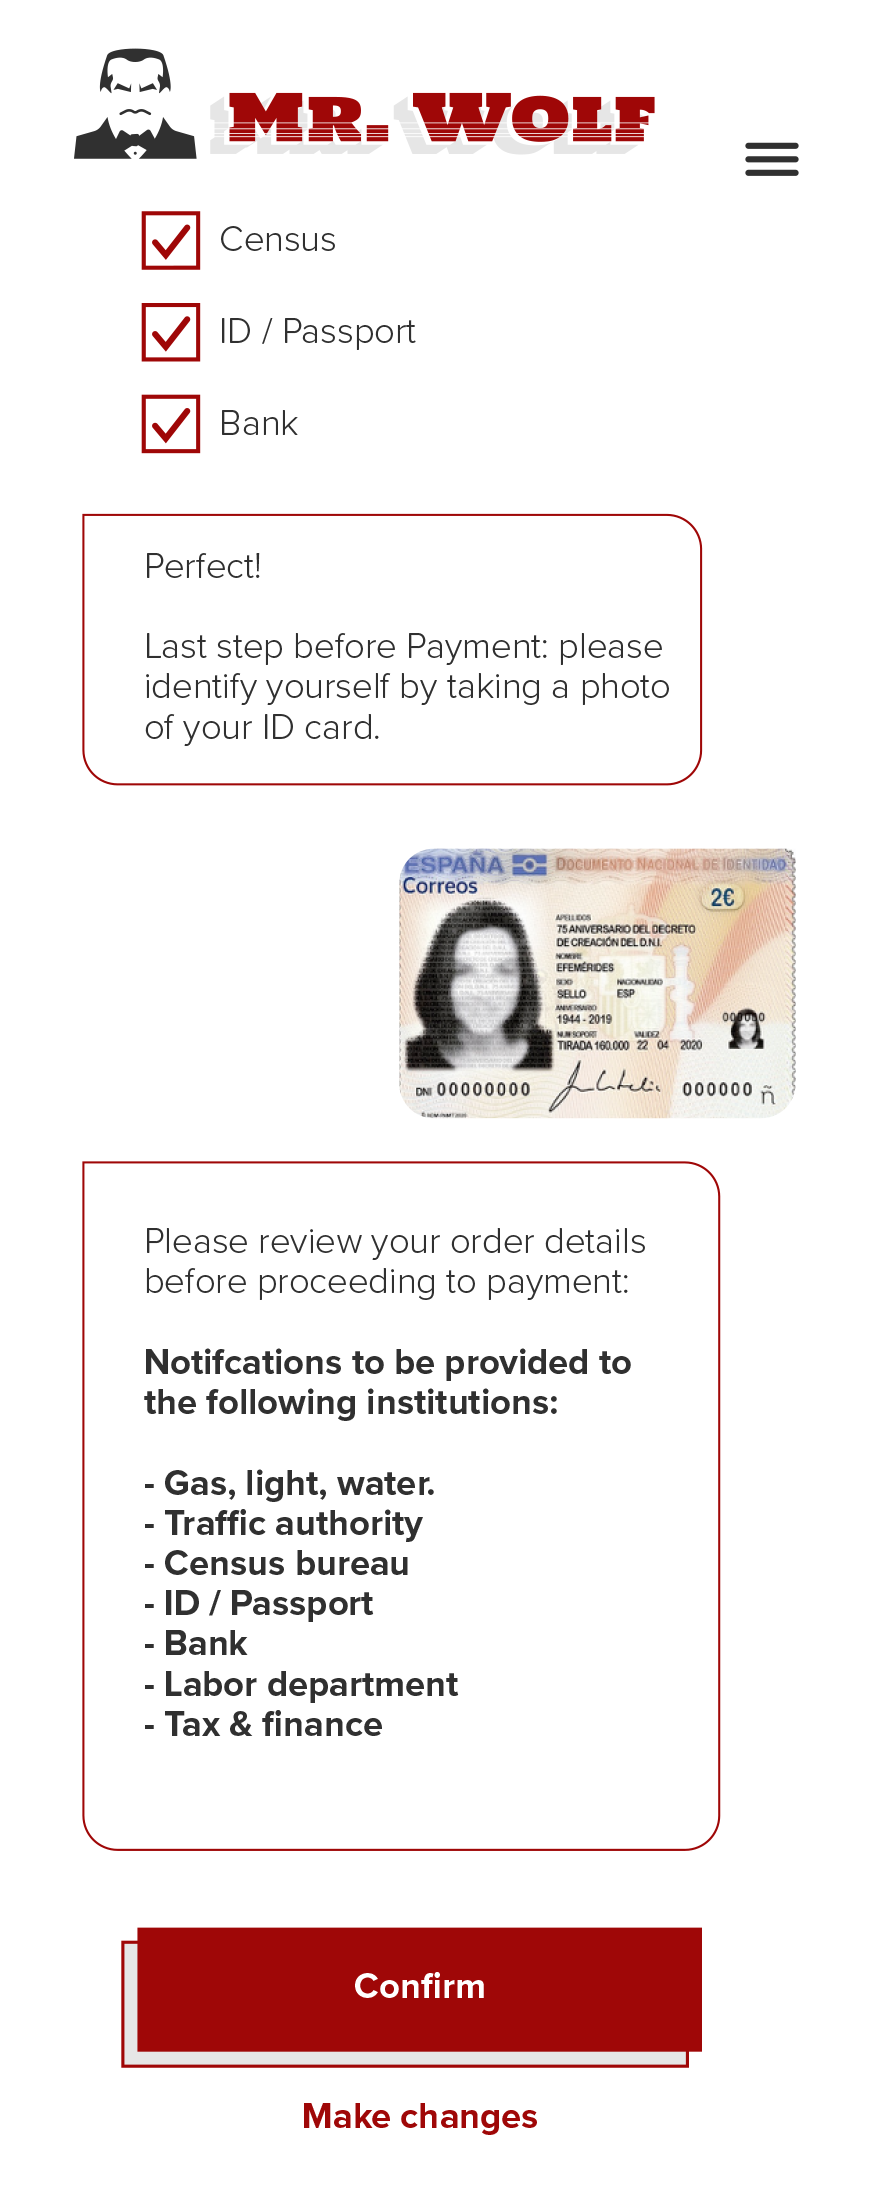 MR. WOLF
Census
ID / Passport
Bank
Perfect!
Last step before Payment: please
identify yourself by taking a photo
of your ID card.
ESPAÑA DOCUMENTO NACIONAL DE IDENTIDAD
Correos
2€
APELLIDOS
75 ANIVERSARIO DEL DECRETO
DE CREACIÓN DEL D.N.I.
NOMBRE
EFEMÉRIDES
SEXO NACIONALIDAD
SELLO ESP
ANIVERSARIO
1944 - 2019
000000
NUM SOPORT VALIDEZ
TIRADA 160.000 22 04 2020
DNI 00000000 000000 ñ
Please review your order details
before proceeding to payment:
Notifcations to be provided to
the following institutions:
- Gas, light, water.
- Traffic authority
- Census bureau
- ID / Passport
- Bank
- Labor department
- Tax & finance
Confirm
Make changes